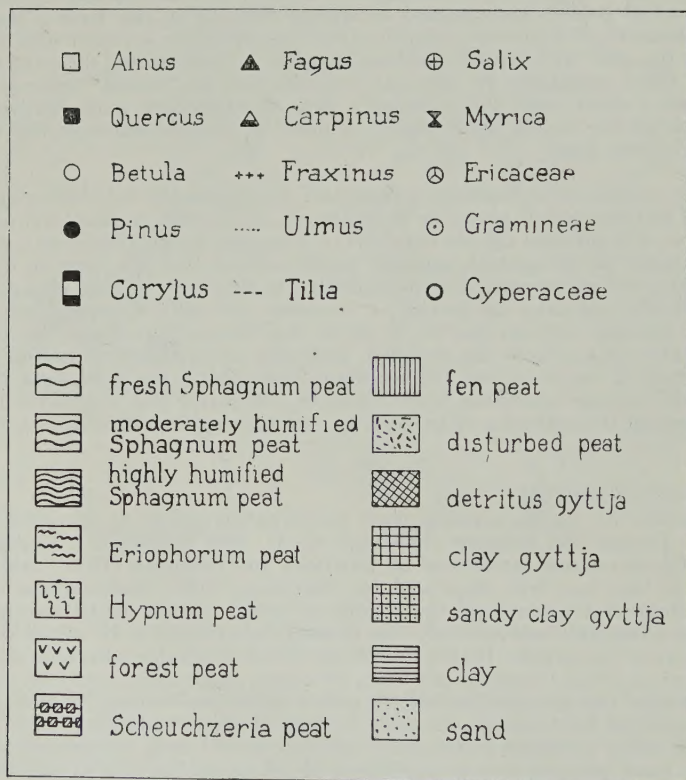 Alnus Fagus Salix
Quercus Carpinus Myrica
Betula Fraxinus Ericaceae
Pinus Ulmus Gramineae
Corylus Tilia Cyperaceae
fresh Sphagnum peat
moderately humified
Sphagnum peat
highly humified
Sphagnum peat
Eriophorum peat
Hypnum peat
forest peat
Scheuchzeria peat
fen peat
disturbed peat
detritus gyttja
clay gyttja
sandy clay gyttja
clay
sand